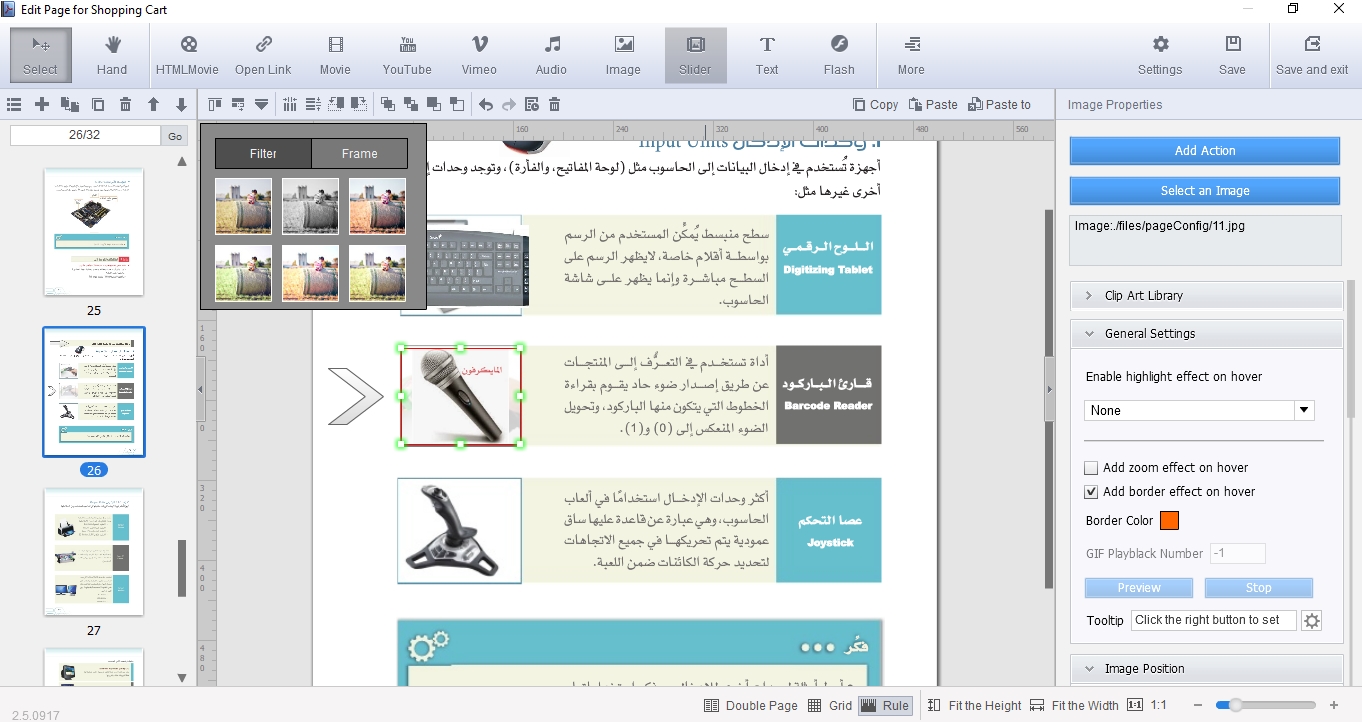 Edit Page for Shopping Cart
Select
Hand
HTMLMovie
Open Link
Movie
YouTube
Vimeo
Audio
Image
Slider
Text
Flash
More
Settings
Save
Save and exit
Copy
Paste
Paste to
Image Properties
26/32
Go
25
26
27
160
240
320
400
480
560
Filter
Frame
Input Units
أجهزة تُستخدم في إدخال البيانات إلى الحاسوب مثل (لوحة المفاتيح، والفأرة)، وتوجد وحدات
أخرى غيرها مثل:
اللوح الرقمي
Digitizing Tablet
سطح منبسط يُمكّن المستخدم من الرسم
بواسطة أقلام خاصة، لايظهر الرسم على
السطح مباشرة وإنما يظهر على شاشة
الحاسوب.
قارئ الباركود
Barcode Reader
أداة تستخدم في التعرُّف إلى المنتجات
عن طريق إصدار ضوء حاد يقوم بقراءة
الخطوط التي يتكون منها الباركود، وتحويل
الضوء المنعكس إلى (0) و(1).
المايكرفون
عصا التحكم
Joystick
أكثر وحدات الإدخال استخدامًا في ألعاب
الحاسوب، وهي عبارة عن قاعدة عليها ساق
عمودية يتم تحريكها في جميع الاتجاهات
لتحديد حركة الكائنات ضمن اللعبة.
فكّر
Add Action
Select an Image
Image:./files/pageConfig/11.jpg
Clip Art Library
General Settings
Enable highlight effect on hover
None
Add zoom effect on hover
Add border effect on hover
Border Color
GIF Playback Number
-1
Preview
Stop
Tooltip
Click the right button to set
Image Position
2.5.0917
Double Page
Grid
Rule
Fit the Height
Fit the Width
1:1